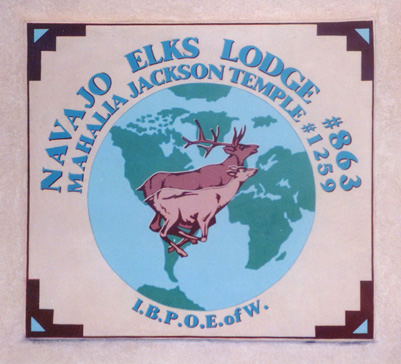 NAVAJO ELKS LODGE #863
MAHALIA JACKSON TEMPLE #1259
I.B.P.O.E.of W.